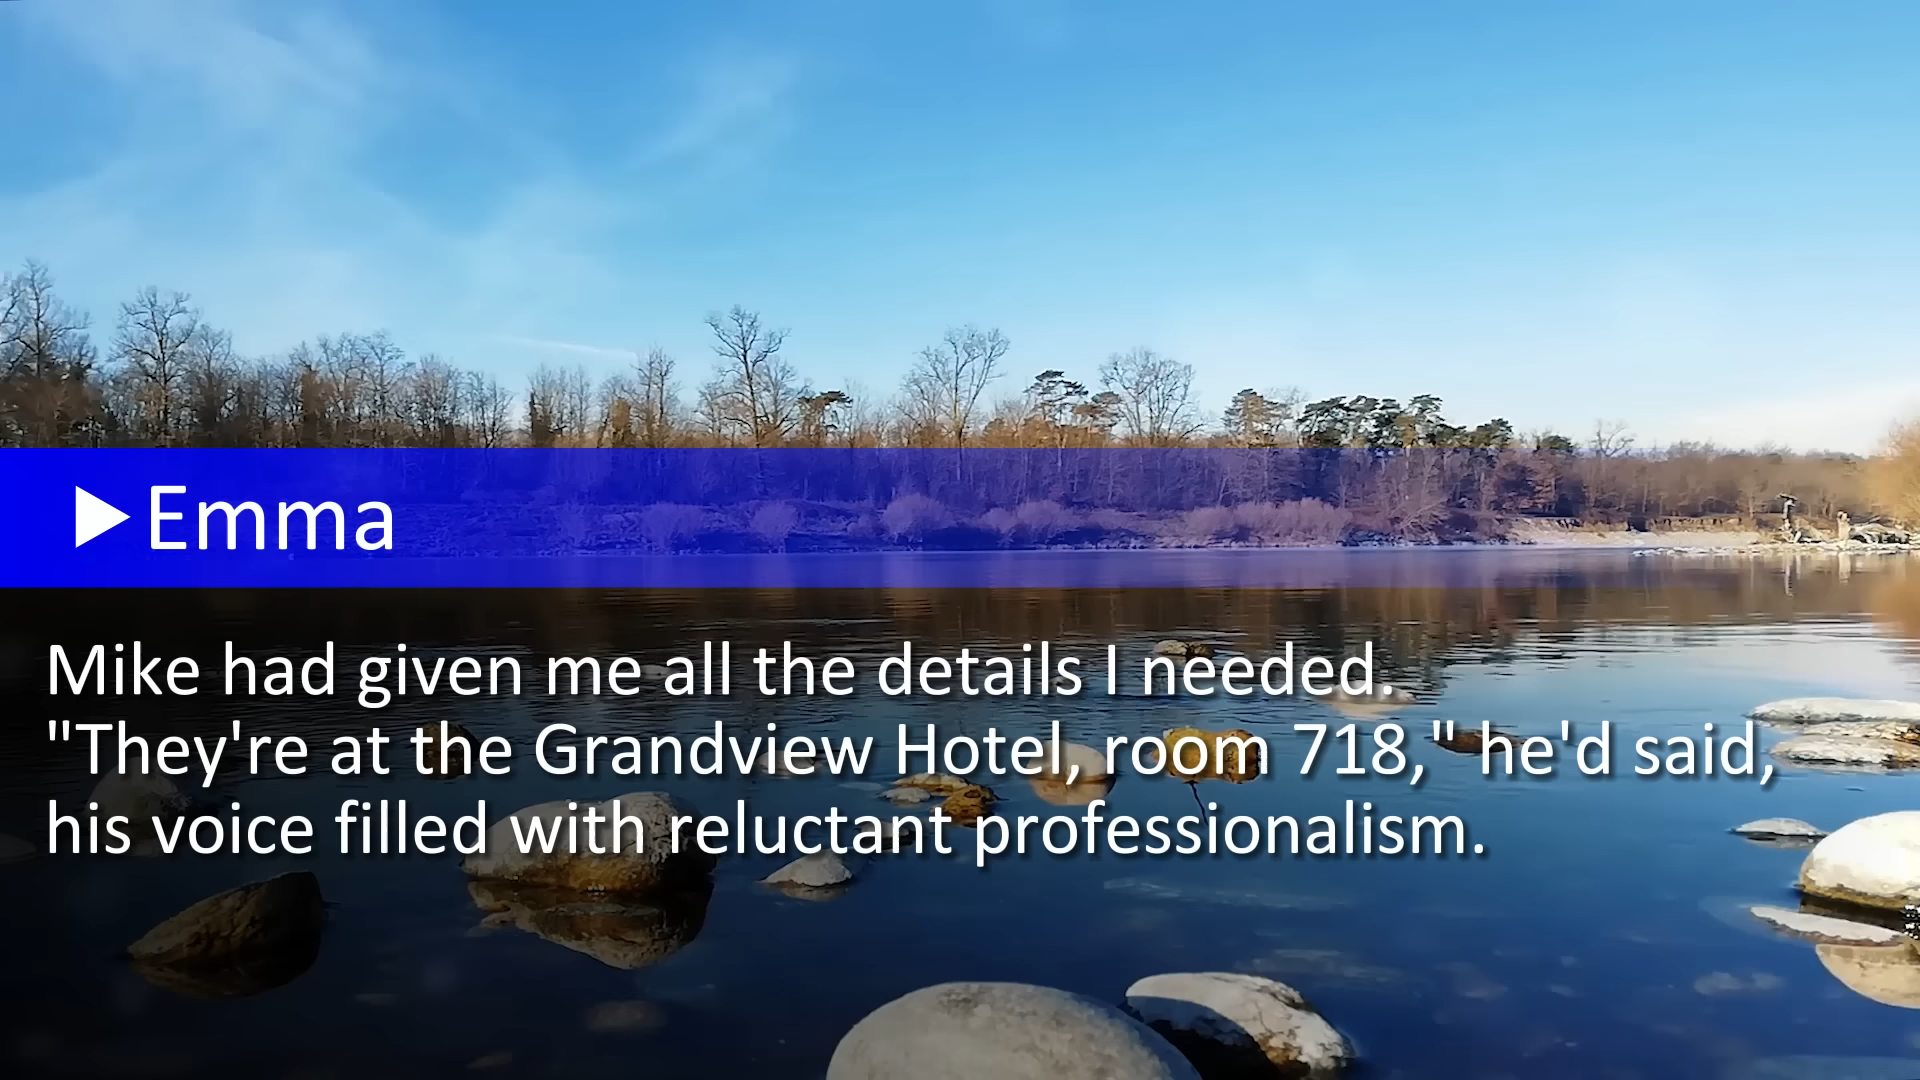 Emma
Mike had given me all the details I needed.
"They're at the Grandview Hotel, room 718," he'd said,
his voice filled with reluctant professionalism.